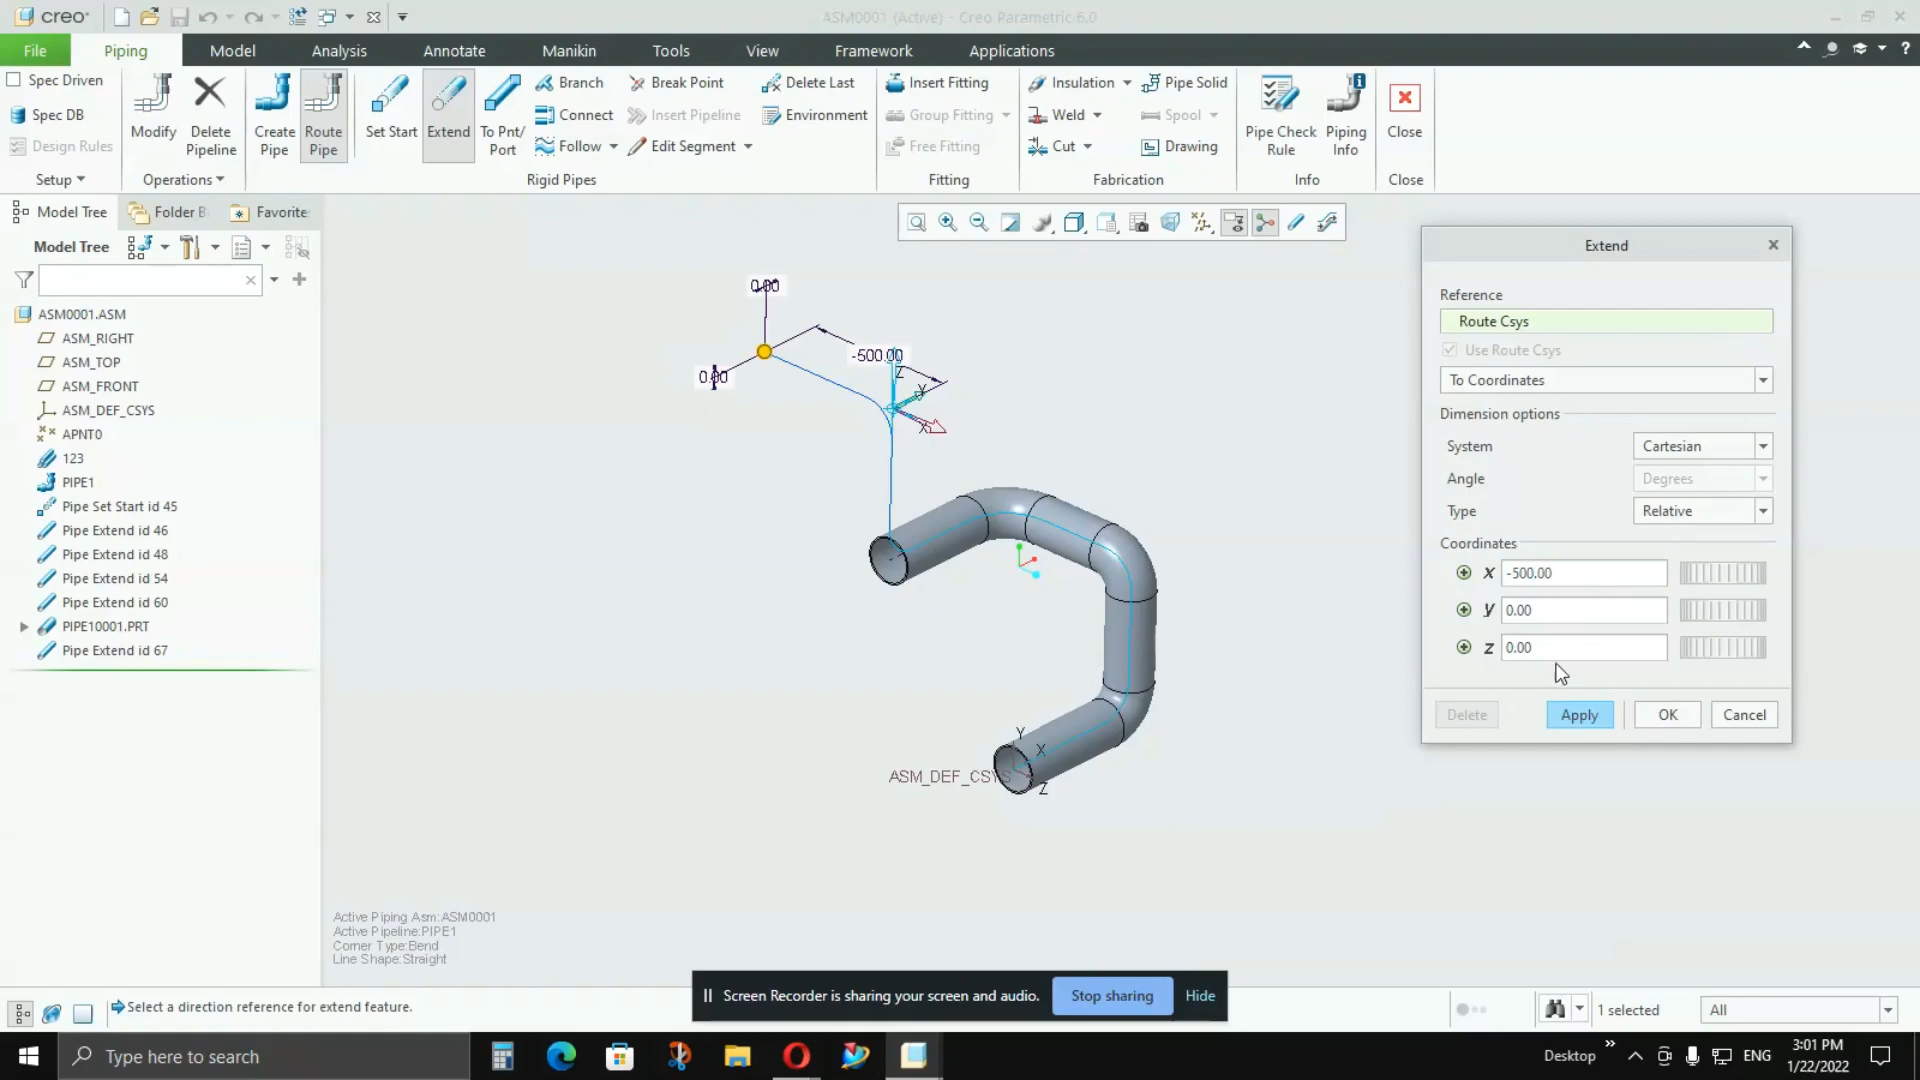 creo
ASM0001 (Active) - Creo Parametric 6.0
File
Piping
Model
Analysis
Annotate
Manikin
Tools
View
Framework
Applications
Spec Driven
Spec DB
Design Rules
Setup
Modify
Delete Pipeline
Operations
Create Pipe
Route Pipe
Set Start
Extend
To Pnt/ Port
Branch
Connect
Follow
Break Point
Insert Pipeline
Edit Segment
Delete Last
Environment
Rigid Pipes
Insert Fitting
Group Fitting
Free Fitting
Fitting
Insulation
Weld
Cut
Pipe Solid
Spool
Drawing
Fabrication
Pipe Check Rule
Piping Info
Info
Close
Close
Model Tree
Folder B
Favorite
Model Tree
ASM0001.ASM
ASM_RIGHT
ASM_TOP
ASM_FRONT
ASM_DEF_CSYS
APNT0
123
PIPE1
Pipe Set Start id 45
Pipe Extend id 46
Pipe Extend id 48
Pipe Extend id 54
Pipe Extend id 60
PIPE10001.PRT
Pipe Extend id 67
0.00
-500.00
0.00
Z
Y
X
Y
X
Z
ASM_DEF_CSYS
Extend
Reference
Route Csys
Use Route Csys
To Coordinates
Dimension options
System Cartesian
Angle Degrees
Type Relative
Coordinates
X -500.00
y 0.00
z 0.00
Delete
Apply
OK
Cancel
Active Piping Asm:ASM0001
Active Pipeline:PIPE1
Corner Type:Bend
Line Shape:Straight
Select a direction reference for extend feature.
Screen Recorder is sharing your screen and audio.
Stop sharing
Hide
1 selected
All
Type here to search
Desktop
ENG
3:01 PM
1/22/2022